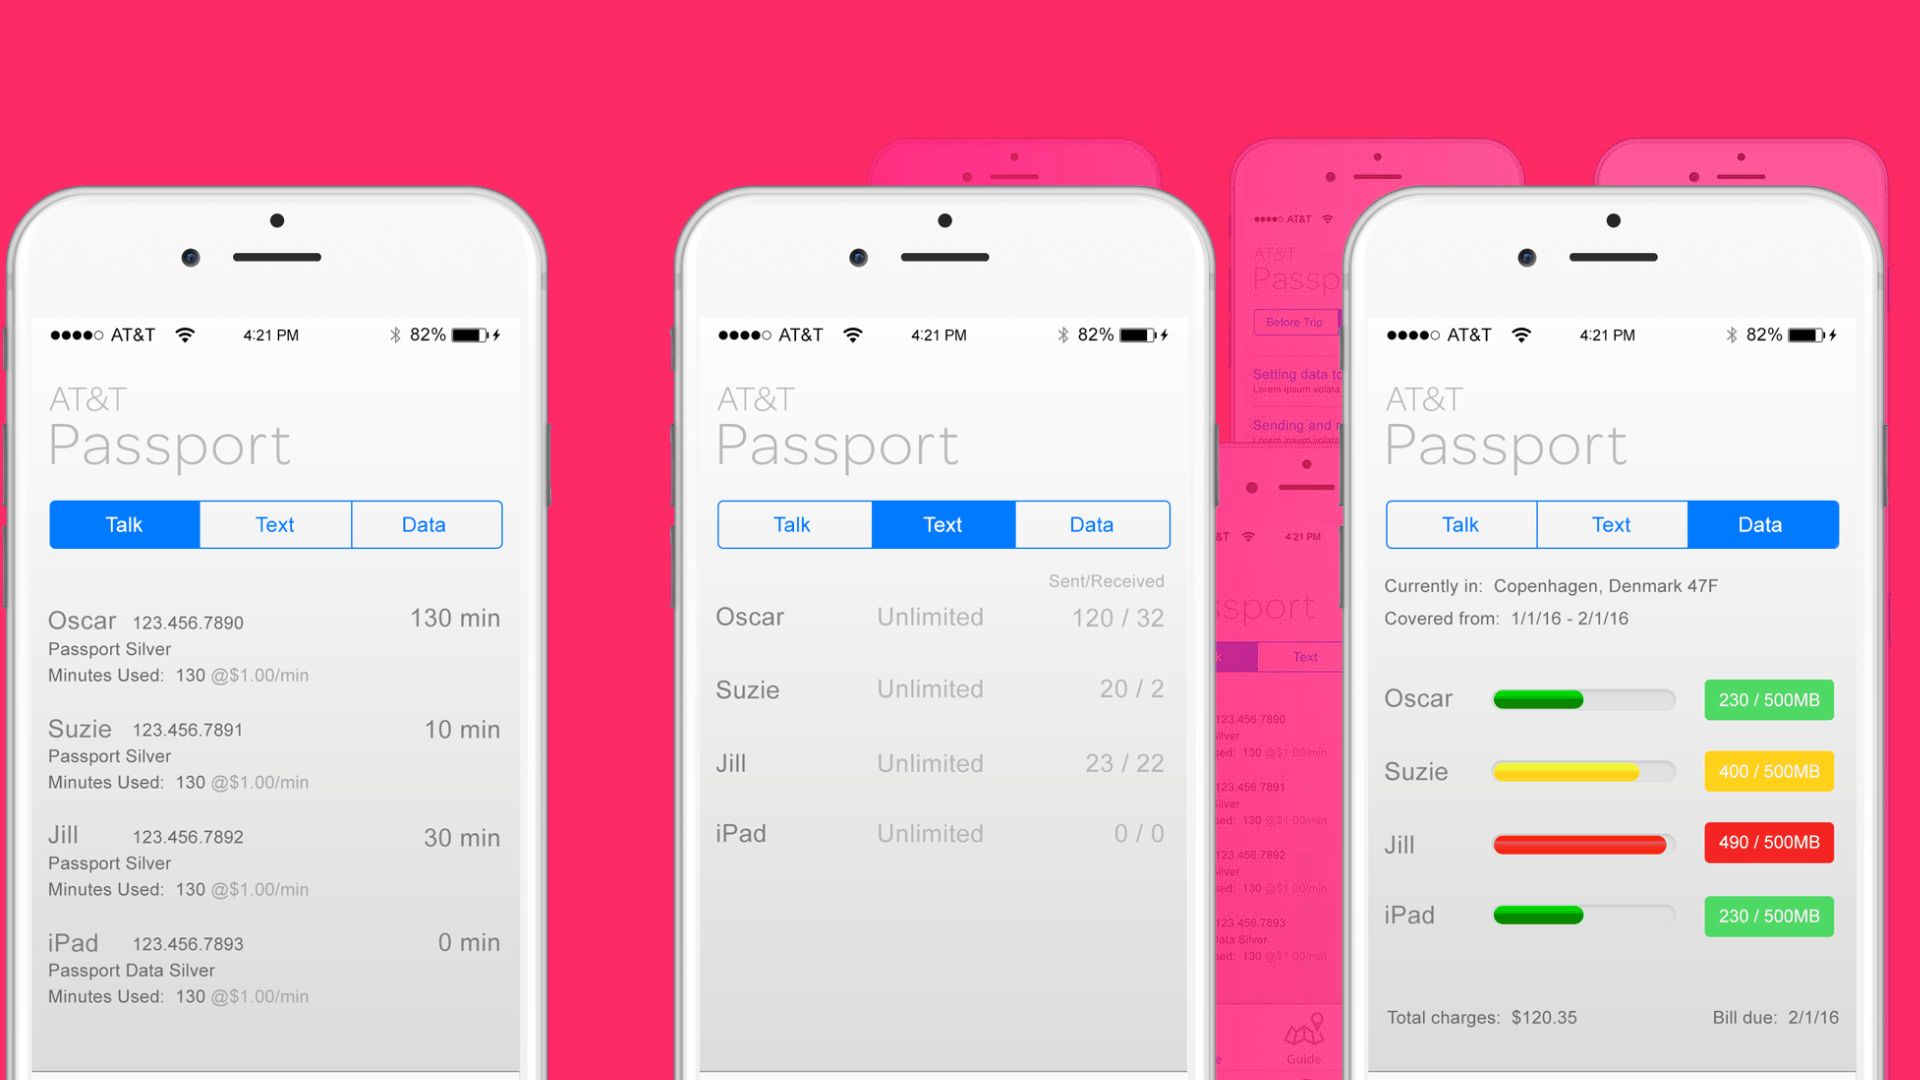 AT&T 4:21 PM 82%
AT&T
Passport
Talk Text Data
Oscar 123.456.7890 130 min
Passport Silver
Minutes Used: 130 @$1.00/min
Suzie 123.456.7891 10 min
Passport Silver
Minutes Used: 130 @$1.00/min
Jill 123.456.7892 30 min
Passport Silver
Minutes Used: 130 @$1.00/min
iPad 123.456.7893 0 min
Passport Data Silver
Minutes Used: 130 @$1.00/min
AT&T 4:21 PM 82%
AT&T
Passport
Talk Text Data
Sent/Received
Oscar Unlimited 120 / 32
Suzie Unlimited 20 / 2
Jill Unlimited 23 / 22
iPad Unlimited 0 / 0
AT&T
AT&T
Passp
Before Trip
Setting data to
Lorem ipsum volata
Sending and r
Lorem ipsum volata
&T 4:21 PM
ssport
k Text
123.456.7890
ilver
sed: 130 @$1.00/min
123.456.7891
ilver
sed: 130 @$1.00/min
123.456.7892
ilver
sed: 130 @$1.00/min
123.456.7893
Data Silver
sed: 130 @$1.00/min
e Guide
AT&T 4:21 PM 82%
AT&T
Passport
Talk Text Data
Currently in: Copenhagen, Denmark 47F
Covered from: 1/1/16 - 2/1/16
Oscar 230 / 500MB
Suzie 400 / 500MB
Jill 490 / 500MB
iPad 230 / 500MB
Total charges: $120.35 Bill due: 2/1/16